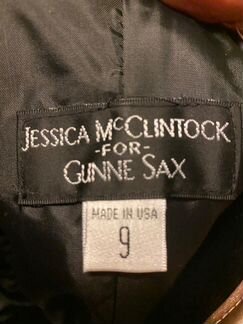 JESSICA McCLINTOCK
-FOR-
GUNNE SAX
MADE IN USA
9